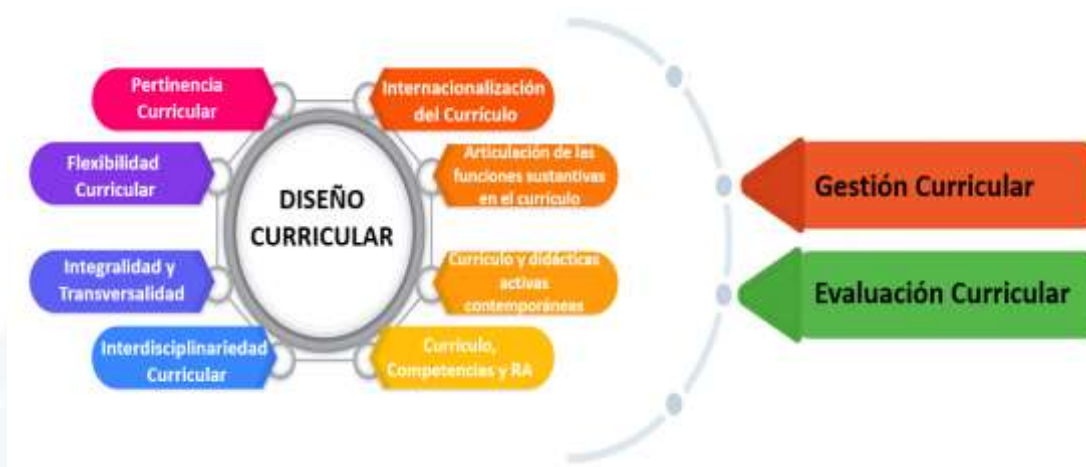 Pertinencia
Curricular
Flexibilidad
Curricular
Integralidad y
Transversalidad
Interdisciplinariedad
Curricular
DISEÑO
CURRICULAR
Internacionalización
del Currículo
Articulación de las
funciones sustantivas
en el currículo
Currículo y didácticas
activas
contemporáneas
Currículo,
Competencias y RA
Gestión Curricular
Evaluación Curricular